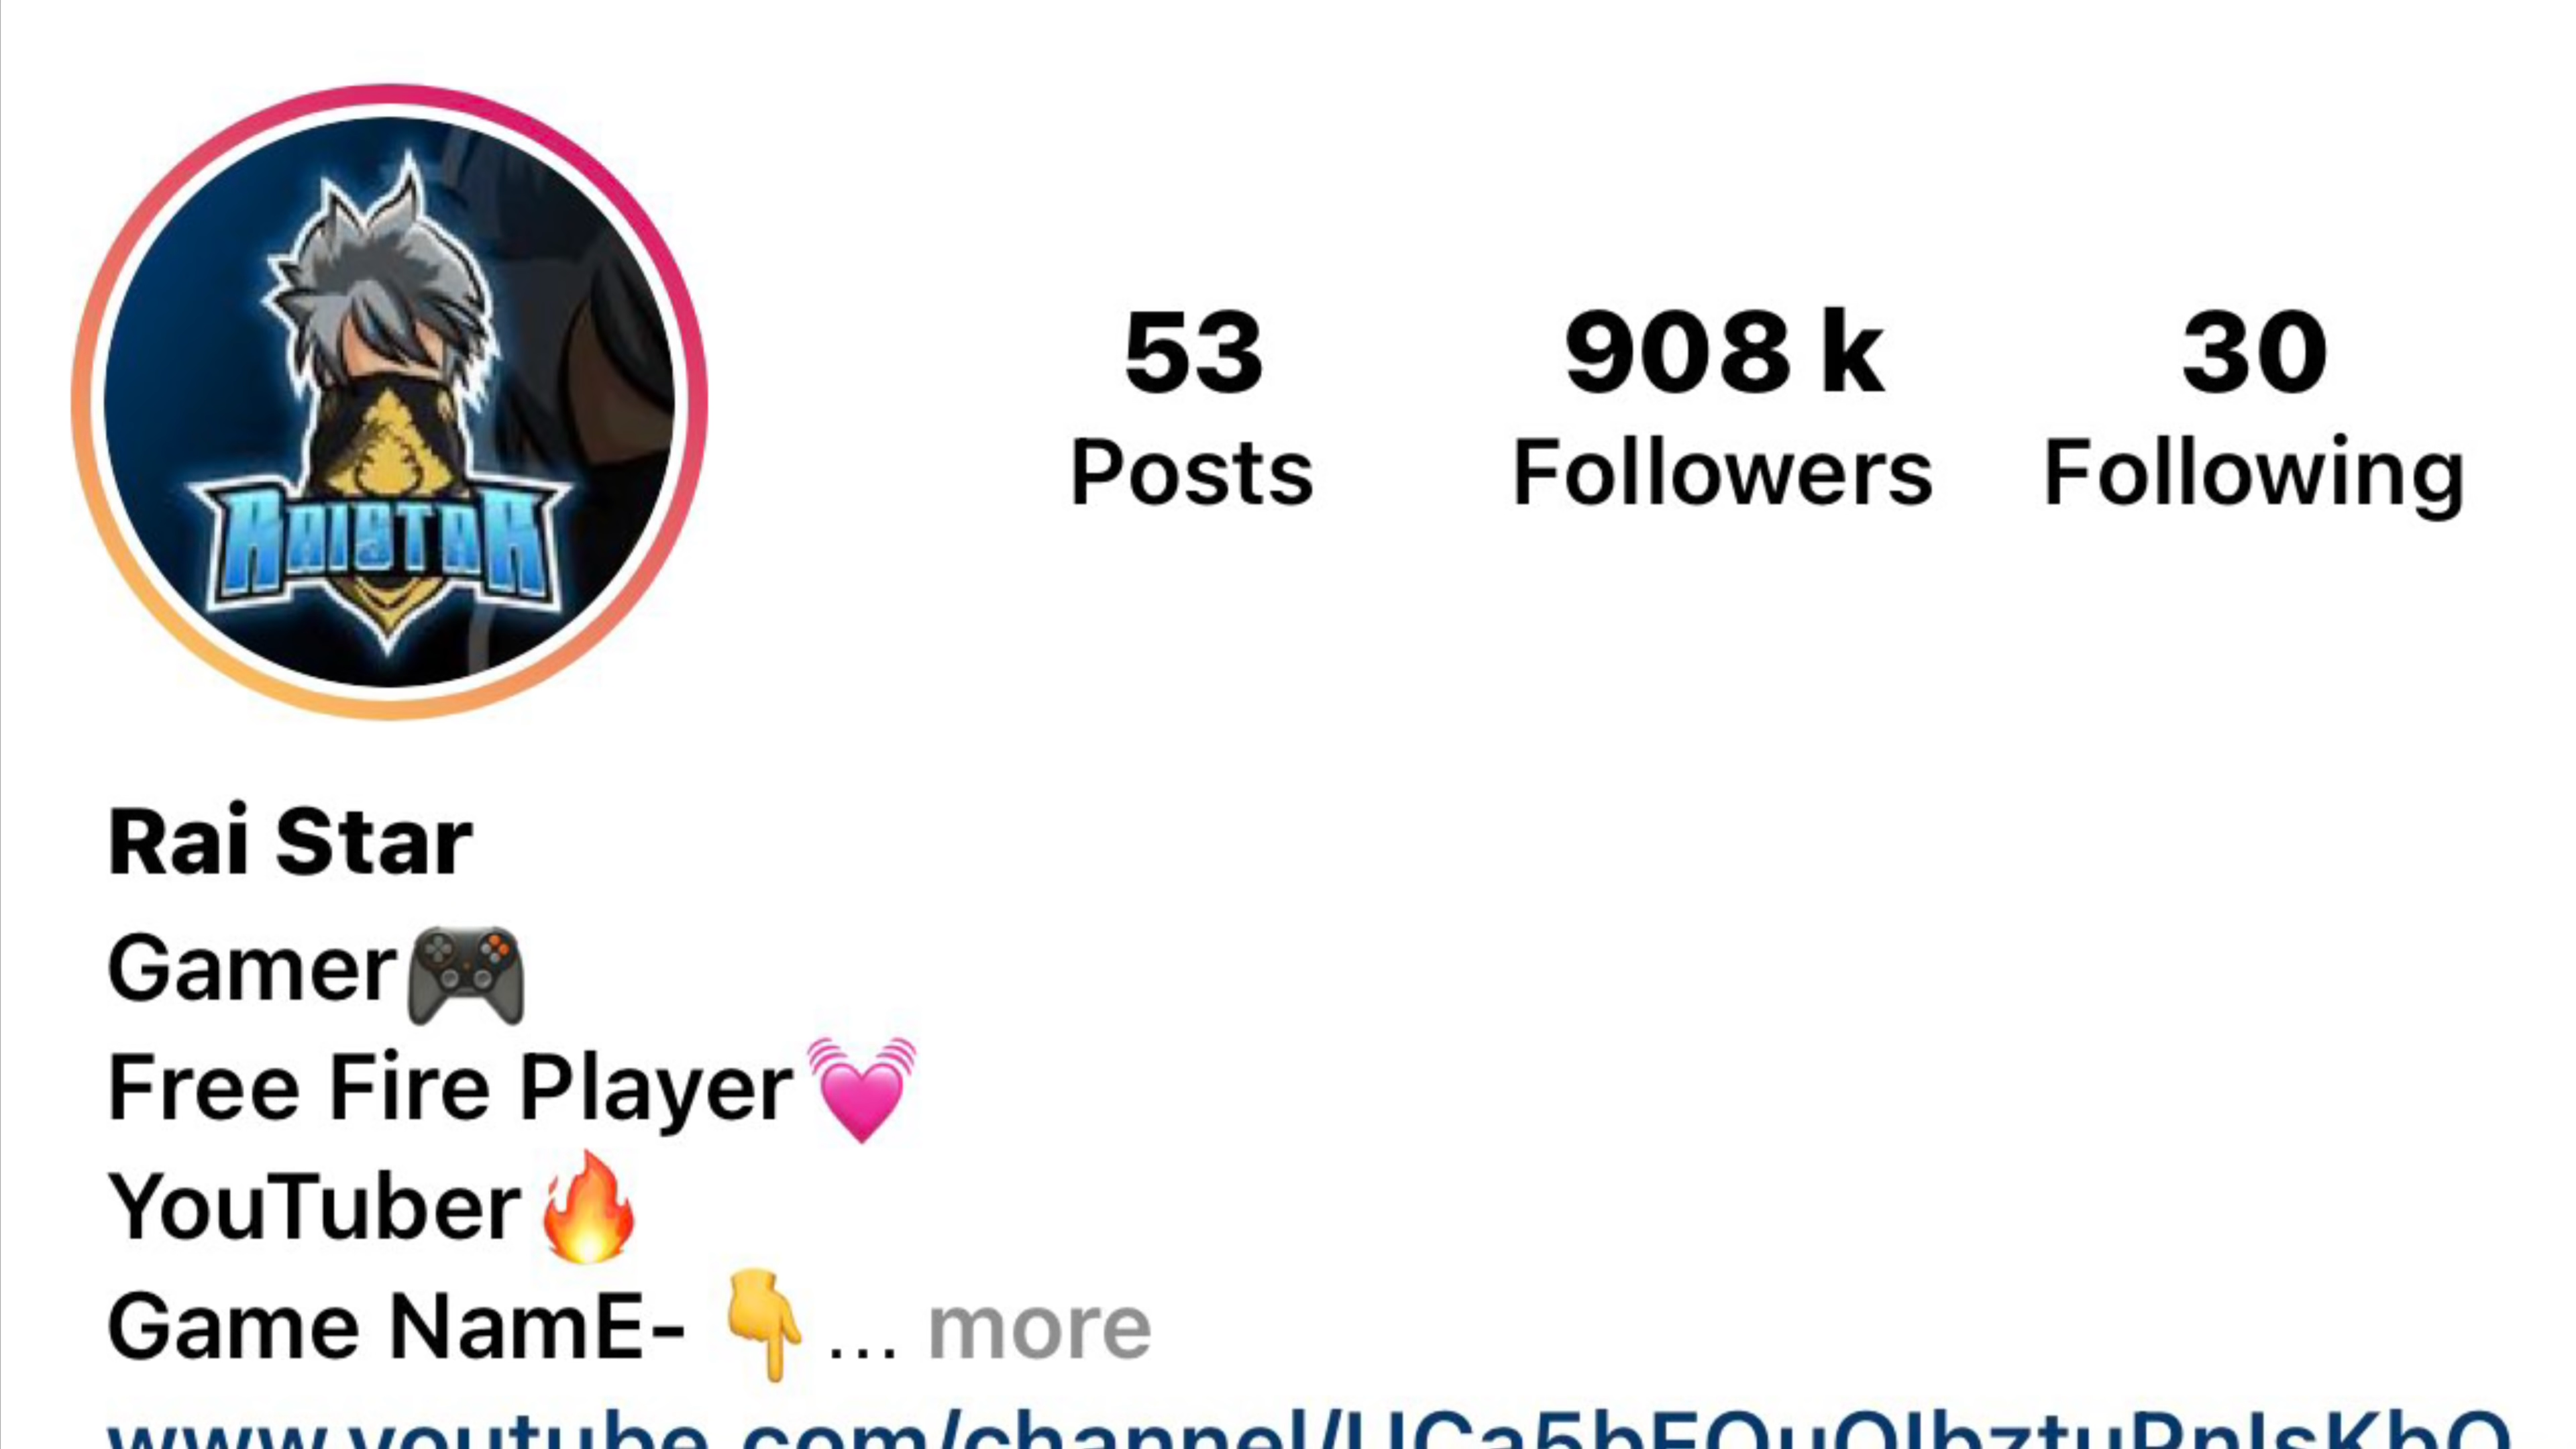 RAISTAR
53 908 k 30
Posts Followers Following
Rai Star
Gamer🎮
Free Fire Player💓
YouTuber🔥
Game NamE- 👇... more